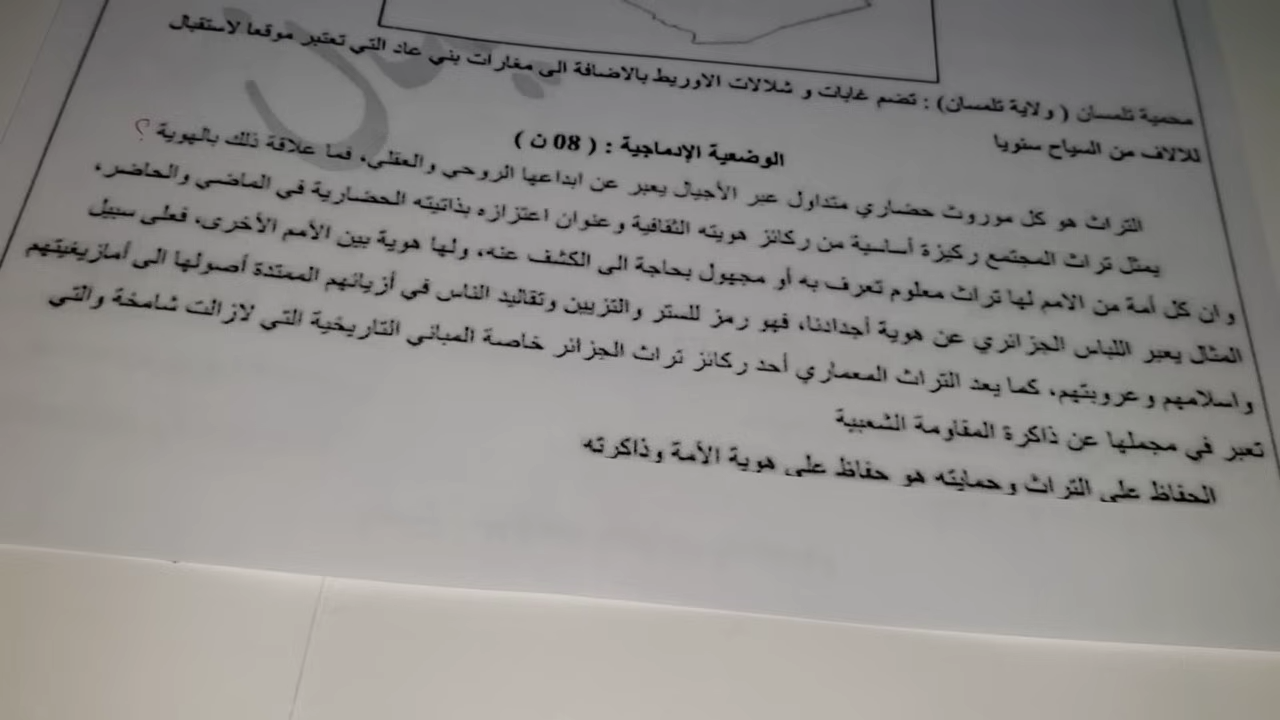 محمية تلمسان ( ولاية تلمسان) : تضم غابات و شلالات الاوريط بالاضافة الى مغارات بني عاد التي تعتبر موقعا لاستقبال
للالاف من السياح سنويا
الوضعية الإدماجية : ( 08 ن )
التراث هو كل موروث حضاري متداول عبر الأجيال يعبر عن ابداعها الروحي والعقلي، فما علاقة ذلك بالهوية ؟
يمثل تراث المجتمع ركيزة أساسية من ركائز هويته الثقافية وعنوان اعتزازه بذاتيته الحضارية في الماضي والحاضر،
وان كل أمة من الامم لها تراث معلوم تعرف به أو مجهول بحاجة الى الكشف عنه، ولها هوية بين الأمم الأخرى، فعلى سبيل
المثال يعبر اللباس الجزائري عن هوية أجدادنا، فهو رمز للستر والتزيين وتقاليد الناس في أزيائهم الممتدة أصولها الى أمازيغيتهم
واسلامهم وعروبتهم، كما يعد التراث المعماري أحد ركائز تراث الجزائر خاصة المباني التاريخية التي لازالت شامخة والتي
تعبر في مجملها عن ذاكرة المقاومة الشعبية
الحفاظ على التراث وحمايته هو حفاظ على هوية الأمة وذاكرته